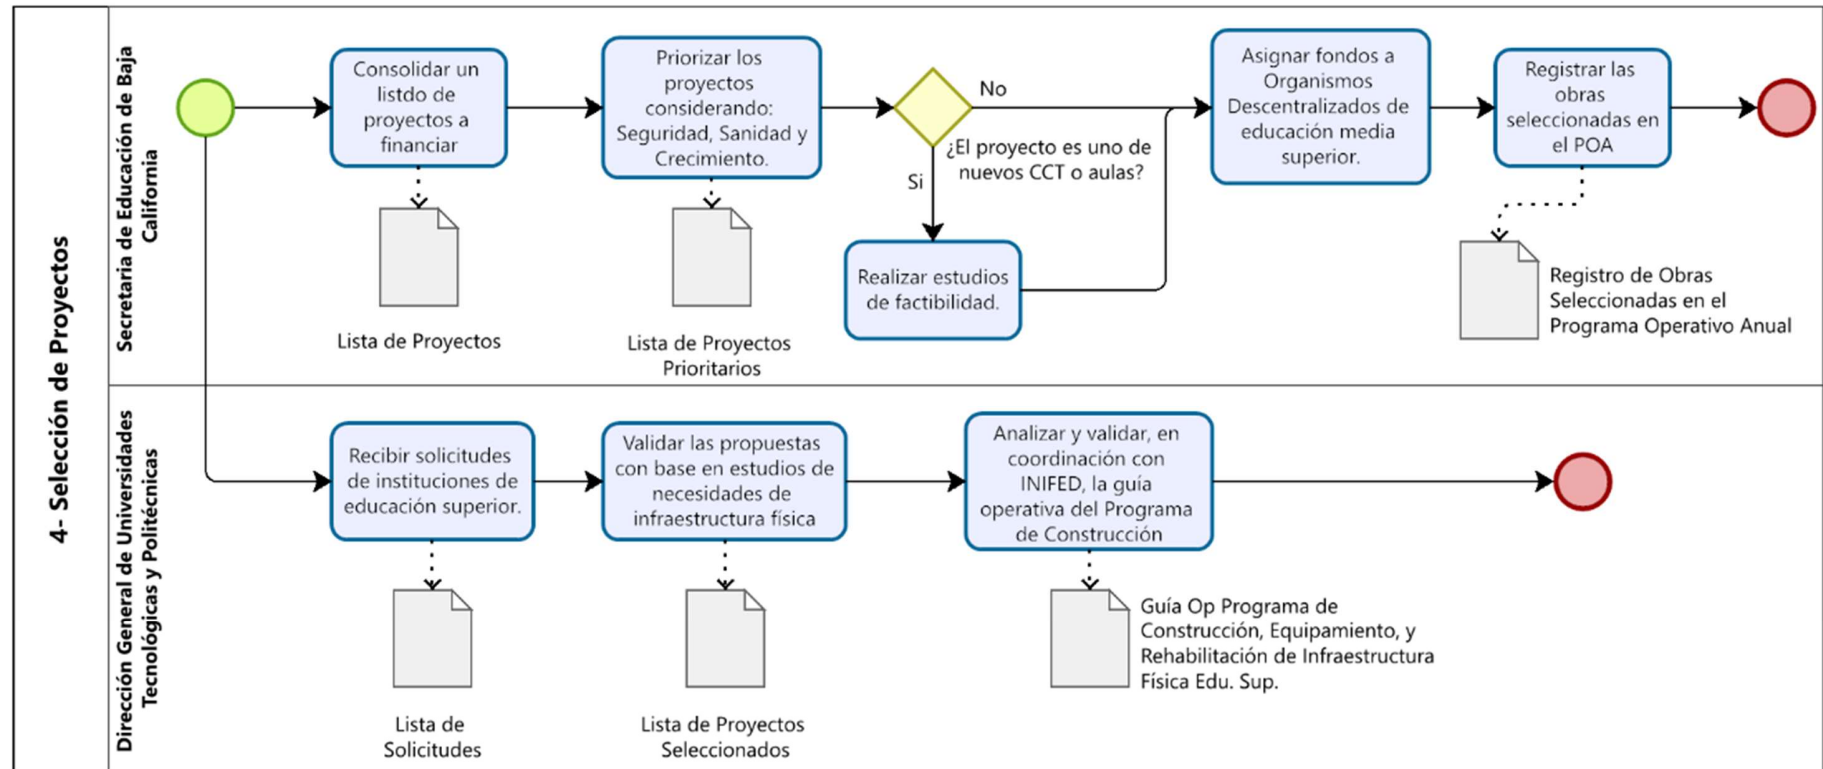 4- Selección de Proyectos
Secretaria de Educación de Baja
California
Consolidar un
listdo de
proyectos a
financiar
Lista de Proyectos
Priorizar los
proyectos
considerando:
Seguridad, Sanidad y
Crecimiento.
Lista de Proyectos
Prioritarios
No
¿El proyecto es uno de
nuevos CCT o aulas?
Si
Realizar estudios
de factibilidad.
Asignar fondos a
Organismos
Descentralizados de
educación media
superior.
Registrar las
obras
seleccionadas en
el POA
Registro de Obras
Seleccionadas en el
Programa Operativo Anual
Dirección General de Universidades
Tecnológicas y Politécnicas
Recibir solicitudes
de instituciones de
educación superior.
Lista de
Solicitudes
Validar las propuestas
con base en estudios de
necesidades de
infraestructura física
Lista de Proyectos
Seleccionados
Analizar y validar, en
coordinación con
INIFED, la guía
operativa del Programa
de Construcción
Guía Op Programa de
Construcción, Equipamiento, y
Rehabilitación de Infraestructura
Física Edu. Sup.